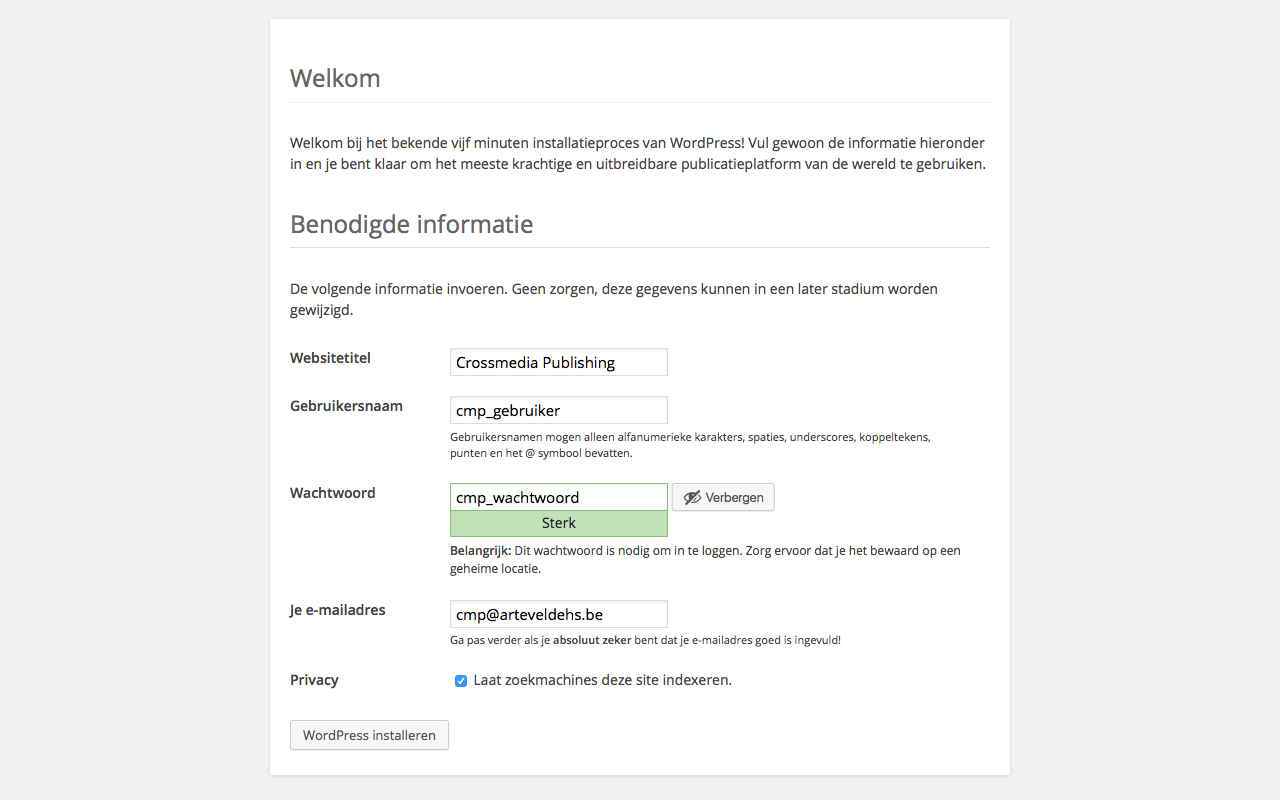 Welkom
Welkom bij het bekende vijf minuten installatieproces van WordPress! Vul gewoon de informatie hieronder
in en je bent klaar om het meeste krachtige en uitbreidbare publicatieplatform van de wereld te gebruiken.
Benodigde informatie
De volgende informatie invoeren. Geen zorgen, deze gegevens kunnen in een later stadium worden
gewijzigd.
Websitetitel
Crossmedia Publishing
Gebruikersnaam
cmp_gebruiker
Gebruikersnamen mogen alleen alfanumerieke karakters, spaties, underscores, koppeltekens,
punten en het @ symbool bevatten.
Wachtwoord
cmp_wachtwoord
Verbergen
Sterk
Belangrijk: Dit wachtwoord is nodig om in te loggen. Zorg ervoor dat je het bewaard op een
geheime locatie.
Je e-mailadres
cmp@arteveldehs.be
Ga pas verder als je absoluut zeker bent dat je e-mailadres goed is ingevuld!
Privacy
Laat zoekmachines deze site indexeren.
WordPress installeren